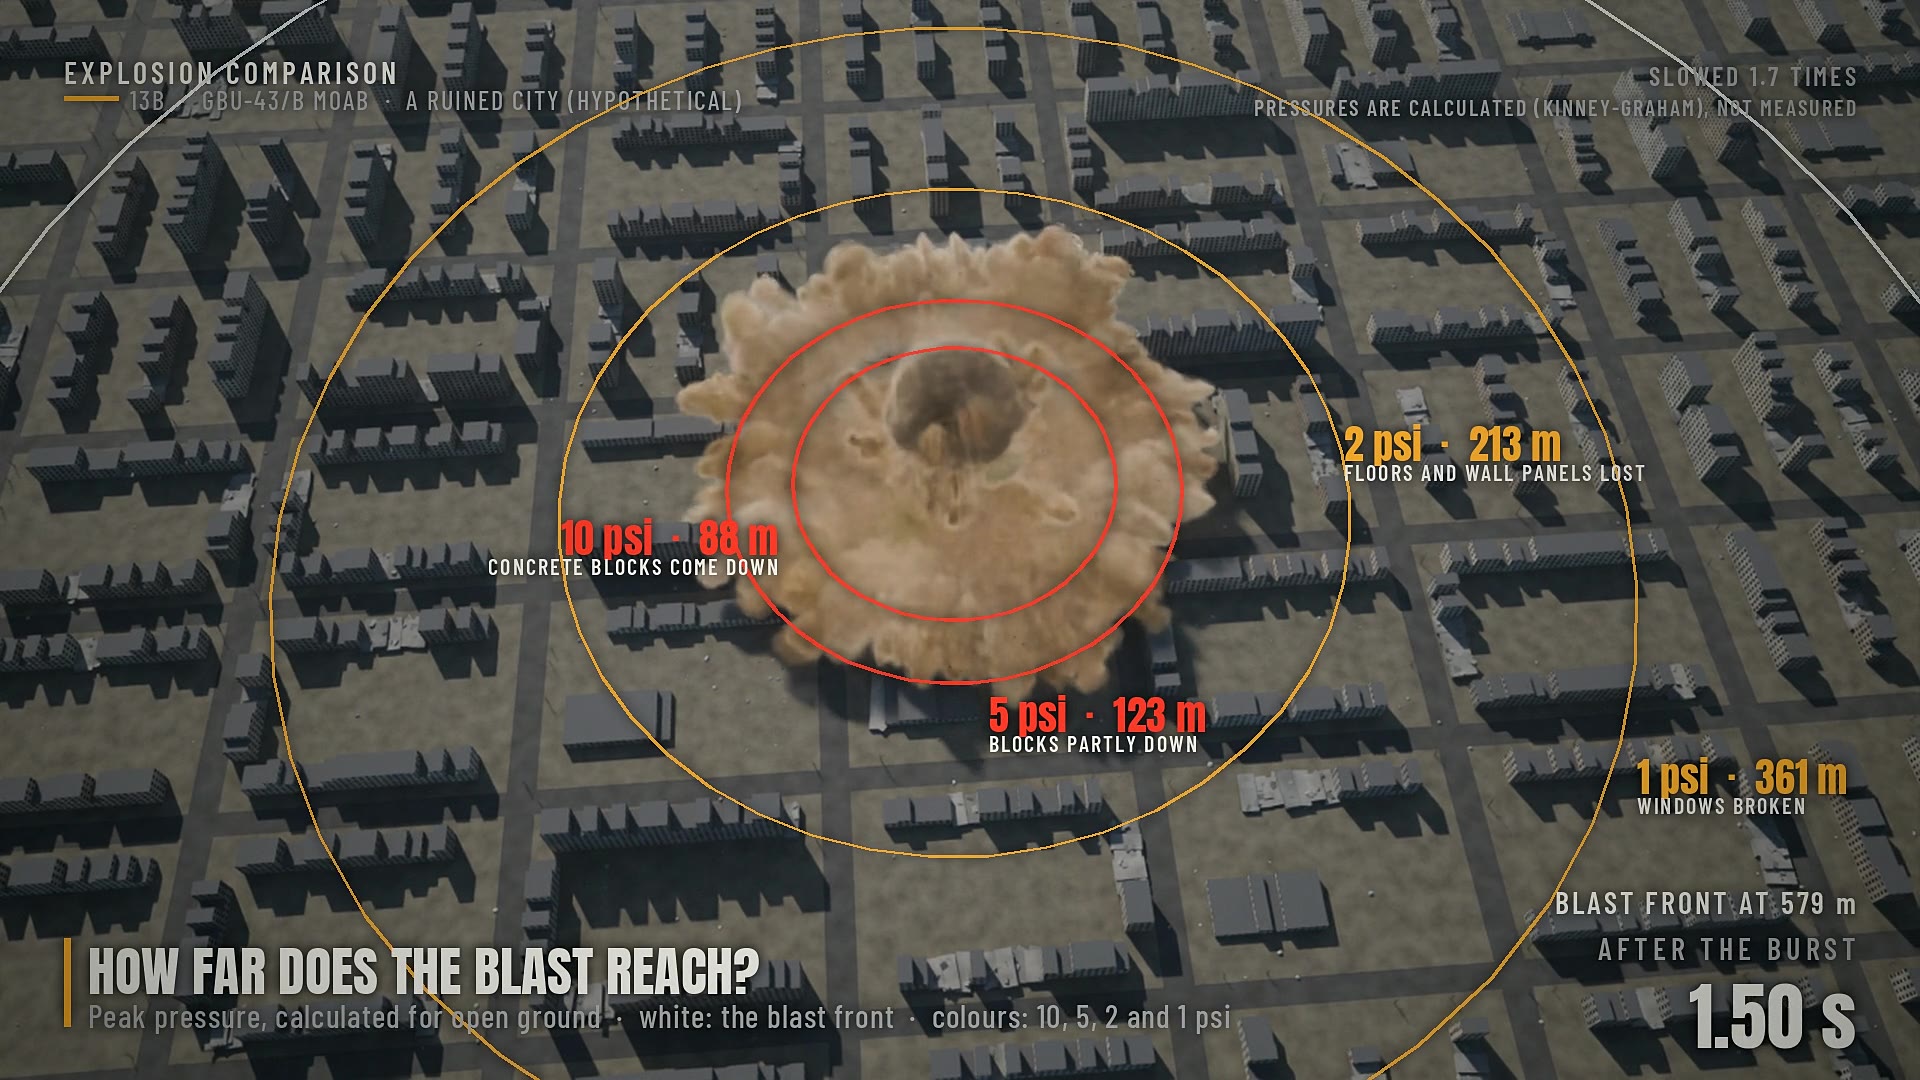 EXPLOSION COMPARISON
13B / GBU-43/B MOAB · A RUINED CITY (HYPOTHETICAL)
SLOWED 1.7 TIMES
PRESSURES ARE CALCULATED (KINNEY-GRAHAM), NOT MEASURED
2 psi · 213 m
FLOORS AND WALL PANELS LOST
10 psi · 88 m
CONCRETE BLOCKS COME DOWN
5 psi · 123 m
BLOCKS PARTLY DOWN
1 psi · 361 m
WINDOWS BROKEN
BLAST FRONT AT 579 m
AFTER THE BURST
1.50 s
HOW FAR DOES THE BLAST REACH?
Peak pressure, calculated for open ground · white: the blast front · colours: 10, 5, 2 and 1 psi